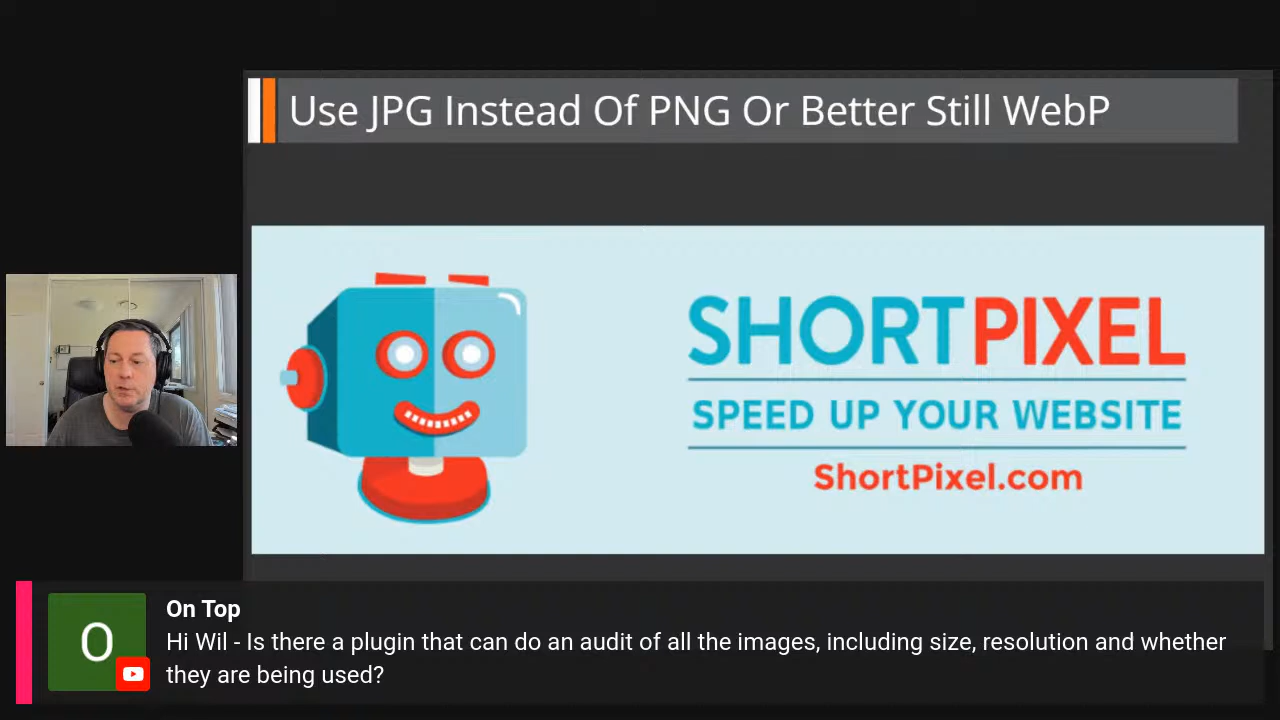 Use JPG Instead Of PNG Or Better Still WebP
SHORTPIXEL
SPEED UP YOUR WEBSITE
ShortPixel.com
O
On Top
Hi Wil - Is there a plugin that can do an audit of all the images, including size, resolution and whether
they are being used?